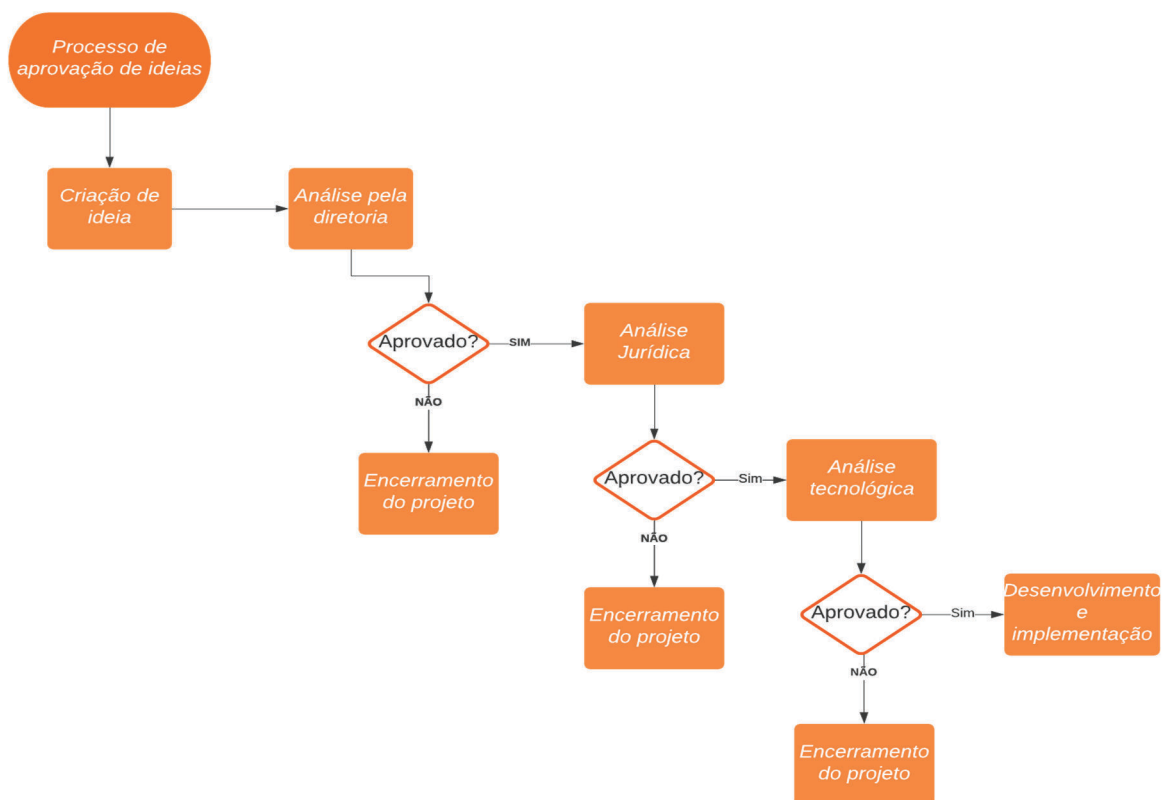 Processo de
aprovação de ideias
Criação de
ideia
Análise pela
diretoria
Aprovado?
SIM
Análise
Jurídica
NÃO
Encerramento
do projeto
Aprovado?
Sim
Análise
tecnológica
NÃO
Encerramento
do projeto
Aprovado?
Sim
Desenvolvimento
e
implementação
NÃO
Encerramento
do projeto